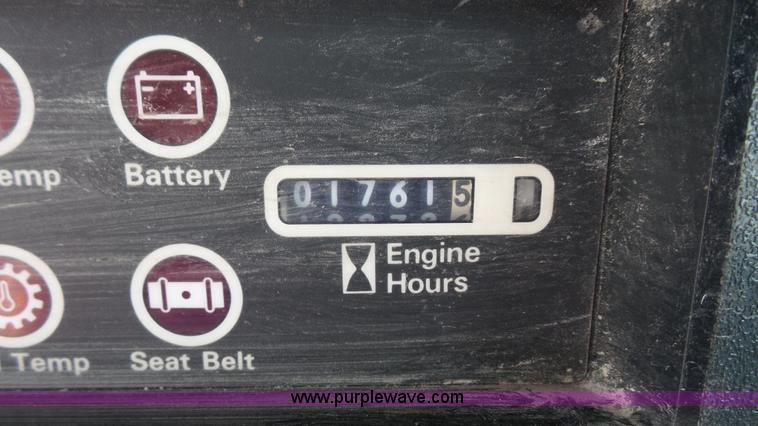 emp
Battery
- +
017615
Engine
Hours
Temp
Seat Belt
www.purplewave.com